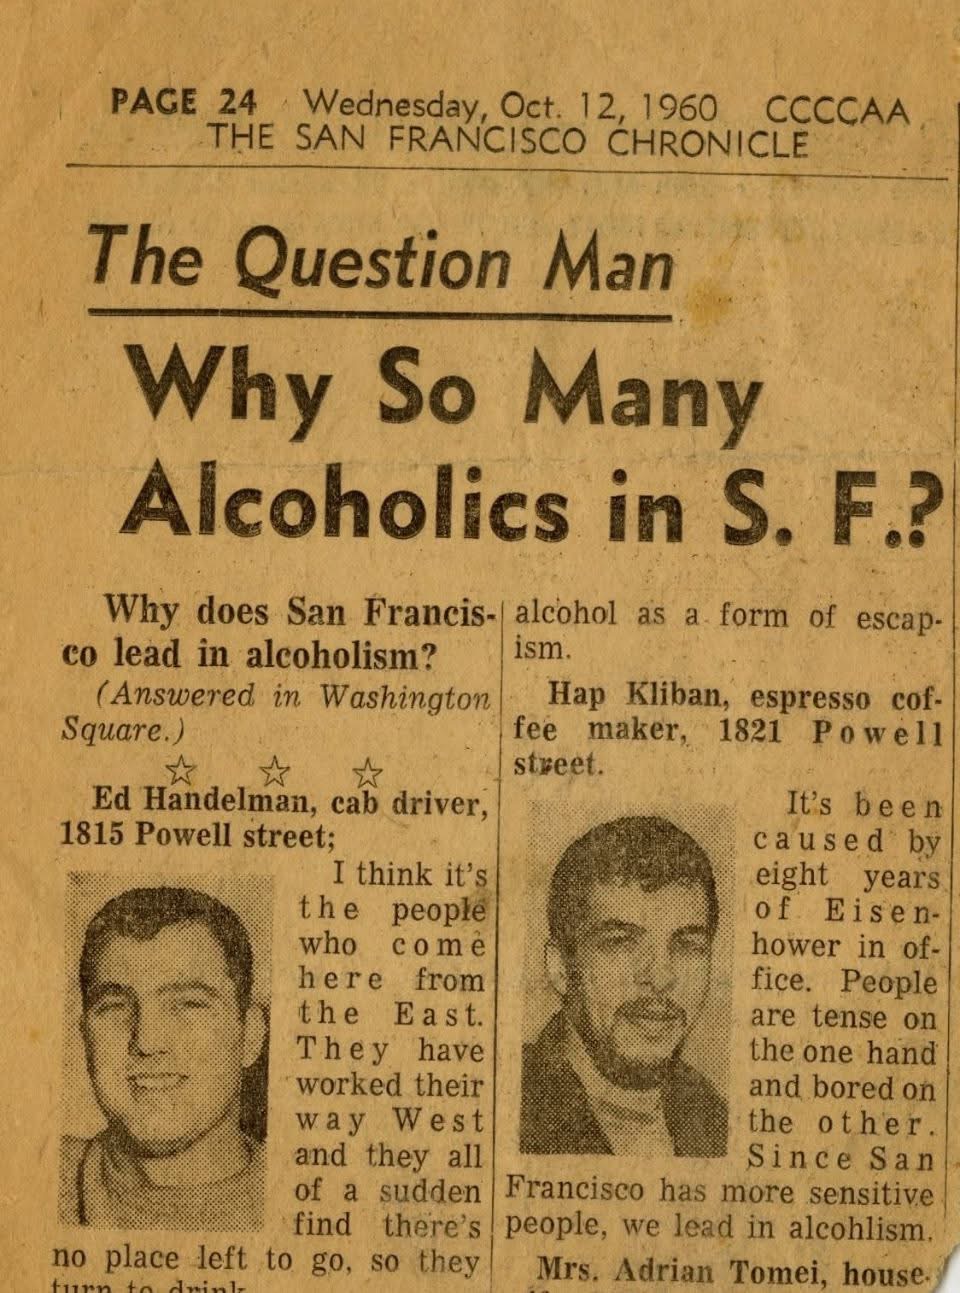 PAGE 24 Wednesday, Oct. 12, 1960 CCCCAA
THE SAN FRANCISCO CHRONICLE
The Question Man
Why So Many
Alcoholics in S. F.?
Why does San Francis-
co lead in alcoholism?
(Answered in Washington
Square.)
☆ ☆ ☆
Ed Handelman, cab driver,
1815 Powell street;
I think it's
the people
who come
here from
the East.
They have
worked their
way West
and they all
of a sudden
find there's
no place left to go, so they
turn to drink.
alcohol as a form of escap-
ism.
Hap Kliban, espresso cof-
fee maker, 1821 Powell
street.
It's been
caused by
eight years
of Eisen-
hower in of-
fice. People
are tense on
the one hand
and bored on
the other.
Since San
Francisco has more sensitive
people, we lead in alcohlism.
Mrs. Adrian Tomei, house-